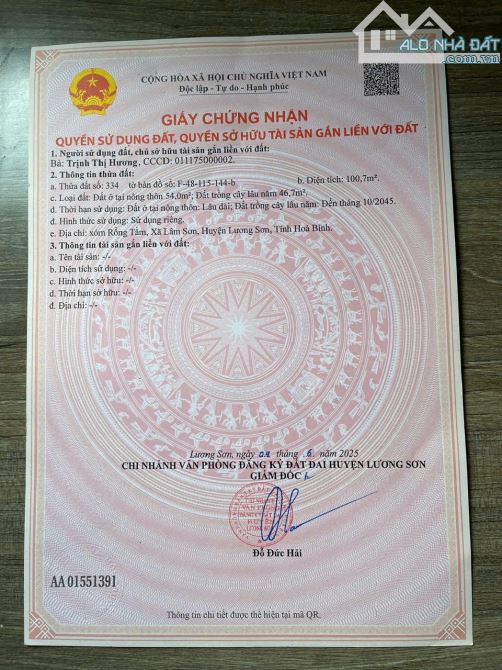 ALO NHÀ ĐẤT
.com.vn
CỘNG HÒA XÃ HỘI CHỦ NGHĨA VIỆT NAM
Độc lập - Tự do - Hạnh phúc
GIẤY CHỨNG NHẬN
QUYỀN SỬ DỤNG ĐẤT, QUYỀN SỞ HỮU TÀI SẢN GẮN LIỀN VỚI ĐẤT
1. Người sử dụng đất, chủ sở hữu tài sản gắn liền với đất:
Bà: Trịnh Thị Hương, CCCD: 011175000002.
2. Thông tin thửa đất:
a. Thửa đất số: 334 tờ bản đồ số: F-48-115-144-b b. Diện tích: 100,7m².
c. Loại đất: Đất ở tại nông thôn 54,0m²; Đất trồng cây lâu năm 46,7m².
d. Thời hạn sử dụng: Đất ở tại nông thôn: Lâu dài; Đất trồng cây lâu năm: Đến tháng 10/2045.
đ. Hình thức sử dụng: Sử dụng riêng.
e. Địa chỉ: xóm Rổng Tằm, Xã Lâm Sơn, Huyện Lương Sơn, Tỉnh Hoà Bình.
3. Thông tin tài sản gắn liền với đất:
a. Tên tài sản: -/-
b. Diện tích sử dụng: -/-
c. Hình thức sở hữu: -/-
d. Thời hạn sở hữu: -/-
đ. Địa chỉ: -/-
Lương Sơn, ngày 04 tháng 6 năm 2025
CHI NHÁNH VĂN PHÒNG ĐĂNG KÝ ĐẤT ĐAI HUYỆN LƯƠNG SƠN
GIÁM ĐỐC
Đỗ Đức Hải
AA 01551391
Thông tin chi tiết được thể hiện tại mã QR.